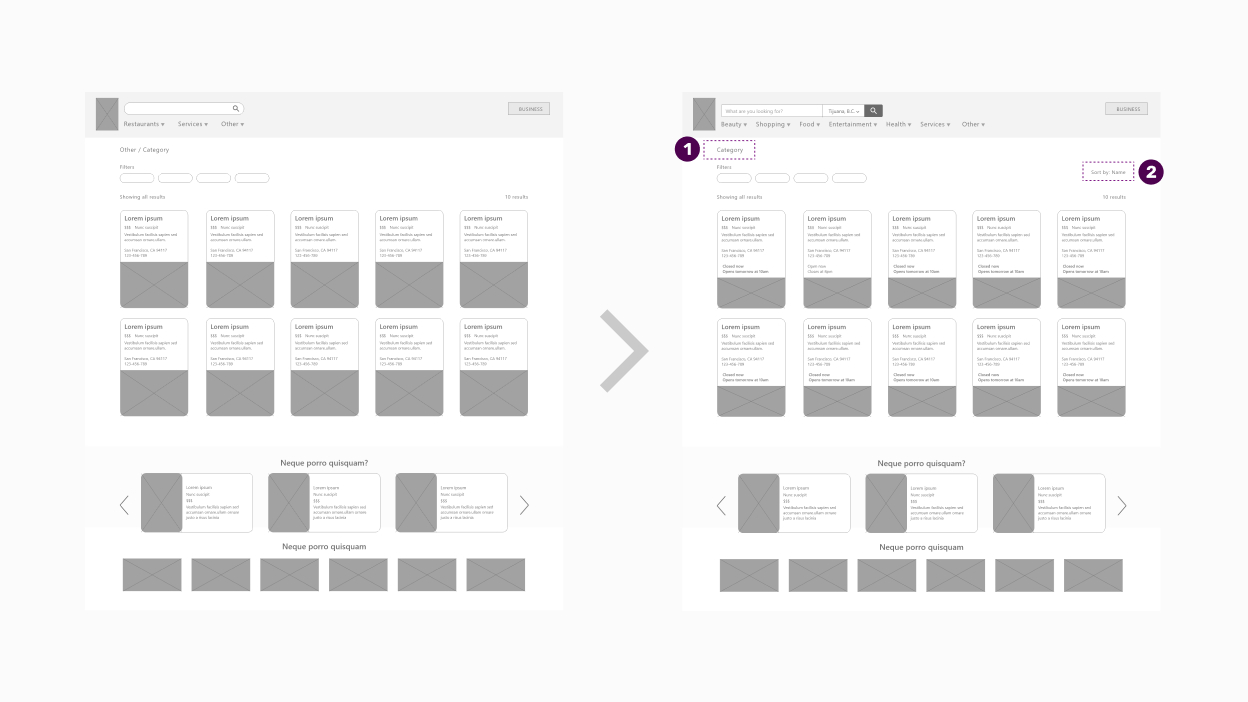 BUSINESS
Restaurants Services Other
Other / Category
Filters
Showing all results 10 results
Lorem ipsum Lorem ipsum Lorem ipsum Lorem ipsum Lorem ipsum
$$$ Nunc suscipit $$$ Nunc suscipit $$$ Nunc suscipit $$$ Nunc suscipit $$$ Nunc suscipit
Vestibulum facilisis sapien sed Vestibulum facilisis sapien sed Vestibulum facilisis sapien sed Vestibulum facilisis sapien sed Vestibulum facilisis sapien sed
accumsan ornare.ullam. accumsan ornare.ullam. accumsan ornare.ullam. accumsan ornare.ullam. accumsan ornare.ullam.
San Francisco, CA 94117 San Francisco, CA 94117 San Francisco, CA 94117 San Francisco, CA 94117 San Francisco, CA 94117
123-456-789 123-456-789 123-456-789 123-456-789 123-456-789
Lorem ipsum Lorem ipsum Lorem ipsum Lorem ipsum Lorem ipsum
$$$ Nunc suscipit $$$ Nunc suscipit $$$ Nunc suscipit $$$ Nunc suscipit $$$ Nunc suscipit
Vestibulum facilisis sapien sed Vestibulum facilisis sapien sed Vestibulum facilisis sapien sed Vestibulum facilisis sapien sed Vestibulum facilisis sapien sed
accumsan ornare.ullam. accumsan ornare.ullam. accumsan ornare.ullam. accumsan ornare.ullam. accumsan ornare.ullam.
San Francisco, CA 94117 San Francisco, CA 94117 San Francisco, CA 94117 San Francisco, CA 94117 San Francisco, CA 94117
123-456-789 123-456-789 123-456-789 123-456-789 123-456-789
Neque porro quisquam?
Lorem ipsum Lorem ipsum Lorem ipsum
Nunc suscipit Nunc suscipit Nunc suscipit
$$$ $$$ $$$
Vestibulum facilisis sapien sed Vestibulum facilisis sapien sed Vestibulum facilisis sapien sed
accumsan ornare.ullam ornare accumsan ornare.ullam ornare accumsan ornare.ullam ornare
justo a risus lacinia justo a risus lacinia justo a risus lacinia
Neque porro quisquam
What are you looking for? Tijuana, B.C BUSINESS
Beauty Shopping Food Entertainment Health Services Other
1 Category
Filters
Sort by: Name 2
Showing all results 10 results
Lorem ipsum Lorem ipsum Lorem ipsum Lorem ipsum Lorem ipsum
$$$ Nunc suscipit $$$ Nunc suscipit $$$ Nunc suscipit $$$ Nunc suscipit $$$ Nunc suscipit
Vestibulum facilisis sapien sed Vestibulum facilisis sapien sed Vestibulum facilisis sapien sed Vestibulum facilisis sapien sed Vestibulum facilisis sapien sed
accumsan ornare.ullam. accumsan ornare.ullam. accumsan ornare.ullam. accumsan ornare.ullam. accumsan ornare.ullam.
San Francisco, CA 94117 San Francisco, CA 94117 San Francisco, CA 94117 San Francisco, CA 94117 San Francisco, CA 94117
123-456-789 123-456-789 123-456-789 123-456-789 123-456-789
Closed now Open now Closed now Closed now Closed now
Opens tomorrow at 10am Closes at 6pm Opens tomorrow at 10am Opens tomorrow at 10am Opens tomorrow at 10am
Lorem ipsum Lorem ipsum Lorem ipsum Lorem ipsum Lorem ipsum
$$$ Nunc suscipit $$$ Nunc suscipit $$$ Nunc suscipit $$$ Nunc suscipit $$$ Nunc suscipit
Vestibulum facilisis sapien sed Vestibulum facilisis sapien sed Vestibulum facilisis sapien sed Vestibulum facilisis sapien sed Vestibulum facilisis sapien sed
accumsan ornare.ullam. accumsan ornare.ullam. accumsan ornare.ullam. accumsan ornare.ullam. accumsan ornare.ullam.
San Francisco, CA 94117 San Francisco, CA 94117 San Francisco, CA 94117 San Francisco, CA 94117 San Francisco, CA 94117
123-456-789 123-456-789 123-456-789 123-456-789 123-456-789
Closed now Closed now Closed now Closed now Closed now
Opens tomorrow at 10am Opens tomorrow at 10am Opens tomorrow at 10am Opens tomorrow at 10am Opens tomorrow at 10am
Neque porro quisquam?
Lorem ipsum Lorem ipsum Lorem ipsum
Nunc suscipit Nunc suscipit Nunc suscipit
$$$ $$$ $$$
Vestibulum facilisis sapien sed Vestibulum facilisis sapien sed Vestibulum facilisis sapien sed
accumsan ornare.ullam ornare accumsan ornare.ullam ornare accumsan ornare.ullam ornare
justo a risus lacinia justo a risus lacinia justo a risus lacinia
Neque porro quisquam